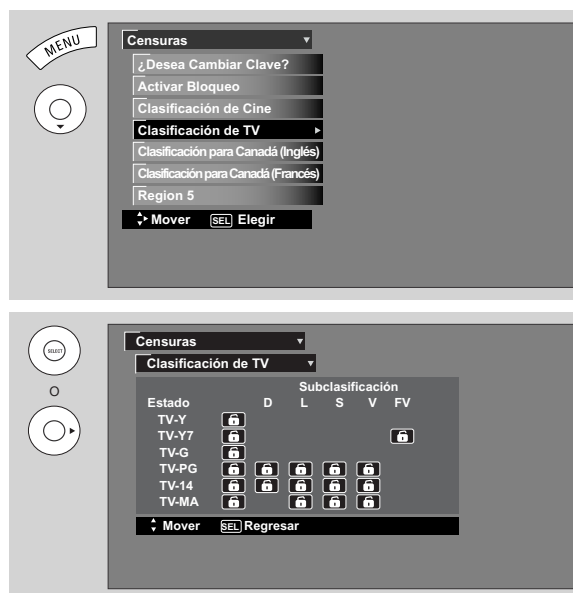 MENU
Censuras
¿Desea Cambiar Clave?
Activar Bloqueo
Clasificación de Cine
Clasificación de TV
Clasificación para Canadá (Inglés)
Clasificación para Canadá (Francés)
Region 5
Mover SEL Elegir
SELECT
O
Censuras
Clasificación de TV
Subclasificación
Estado D L S V FV
TV-Y
TV-Y7
TV-G
TV-PG
TV-14
TV-MA
Mover SEL Regresar